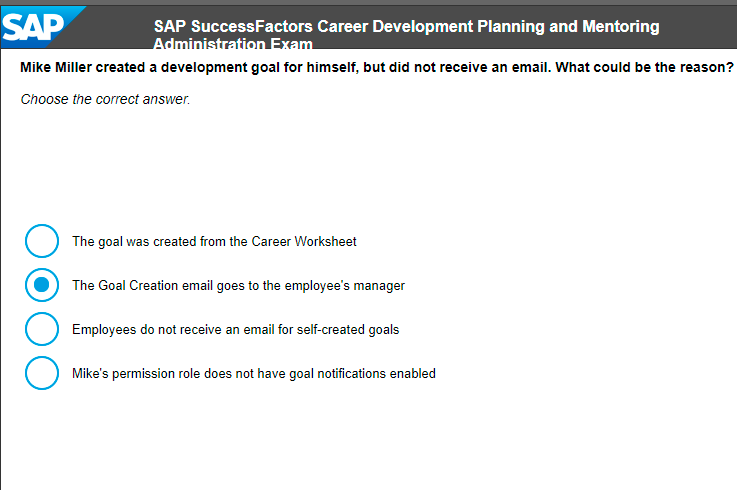 SAP
SAP SuccessFactors Career Development Planning and Mentoring
Administration Exam
Mike Miller created a development goal for himself, but did not receive an email. What could be the reason?
Choose the correct answer.
The goal was created from the Career Worksheet
The Goal Creation email goes to the employee's manager
Employees do not receive an email for self-created goals
Mike's permission role does not have goal notifications enabled